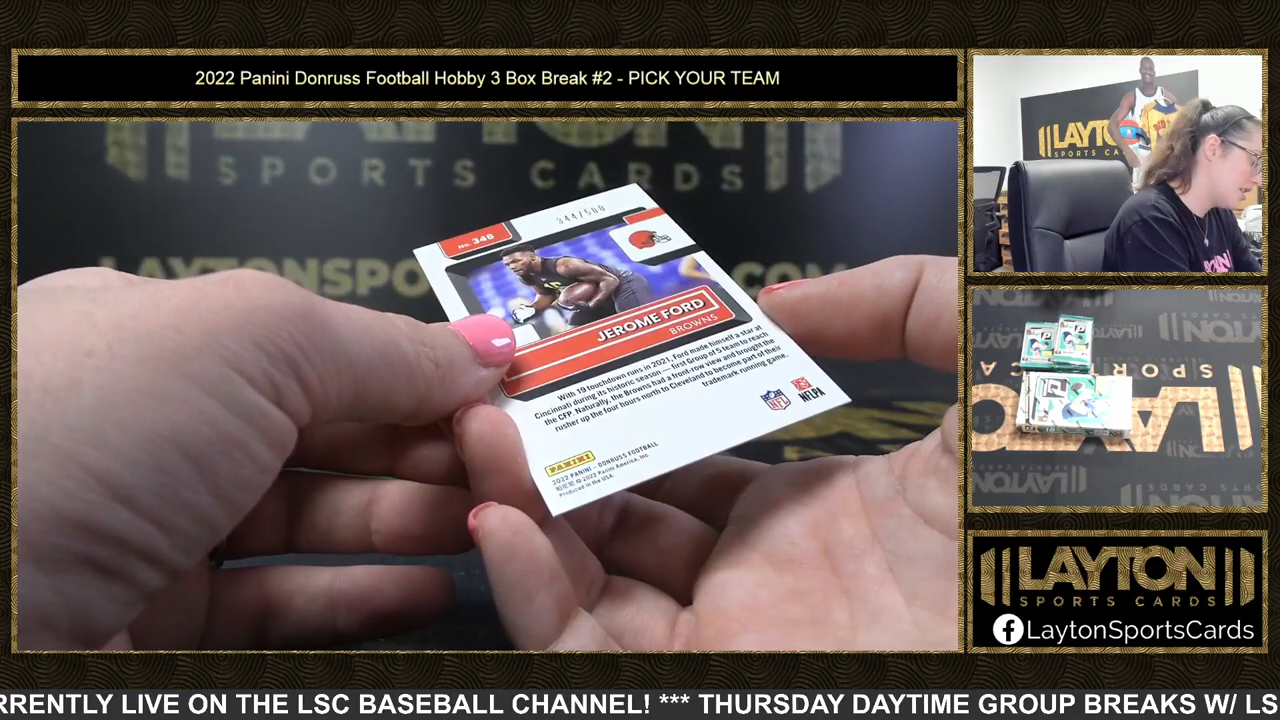 2022 Panini Donruss Football Hobby 3 Box Break #2 - PICK YOUR TEAM
LAYTON
SPORTS CARDS
344/500
No. 346
JEROME FORD
BROWNS
With 19 touchdown runs in 2021, Ford made himself a star at
Cincinnati during its historic season — first Group of 5 team to reach
the CFP. Naturally, the Browns had a front-row view and brought the
rusher up the four hours north to Cleveland to become part of their
trademark running game.
NFL
NFLPA
PANINI
2022 PANINI - DONRUSS FOOTBALL
© 2022 Panini America, Inc.
Produced in the USA.
LAYTON
SPORTS CARDS
LaytonSportsCards
RRENTLY LIVE ON THE LSC BASEBALL CHANNEL! *** THURSDAY DAYTIME GROUP BREAKS W/ LS